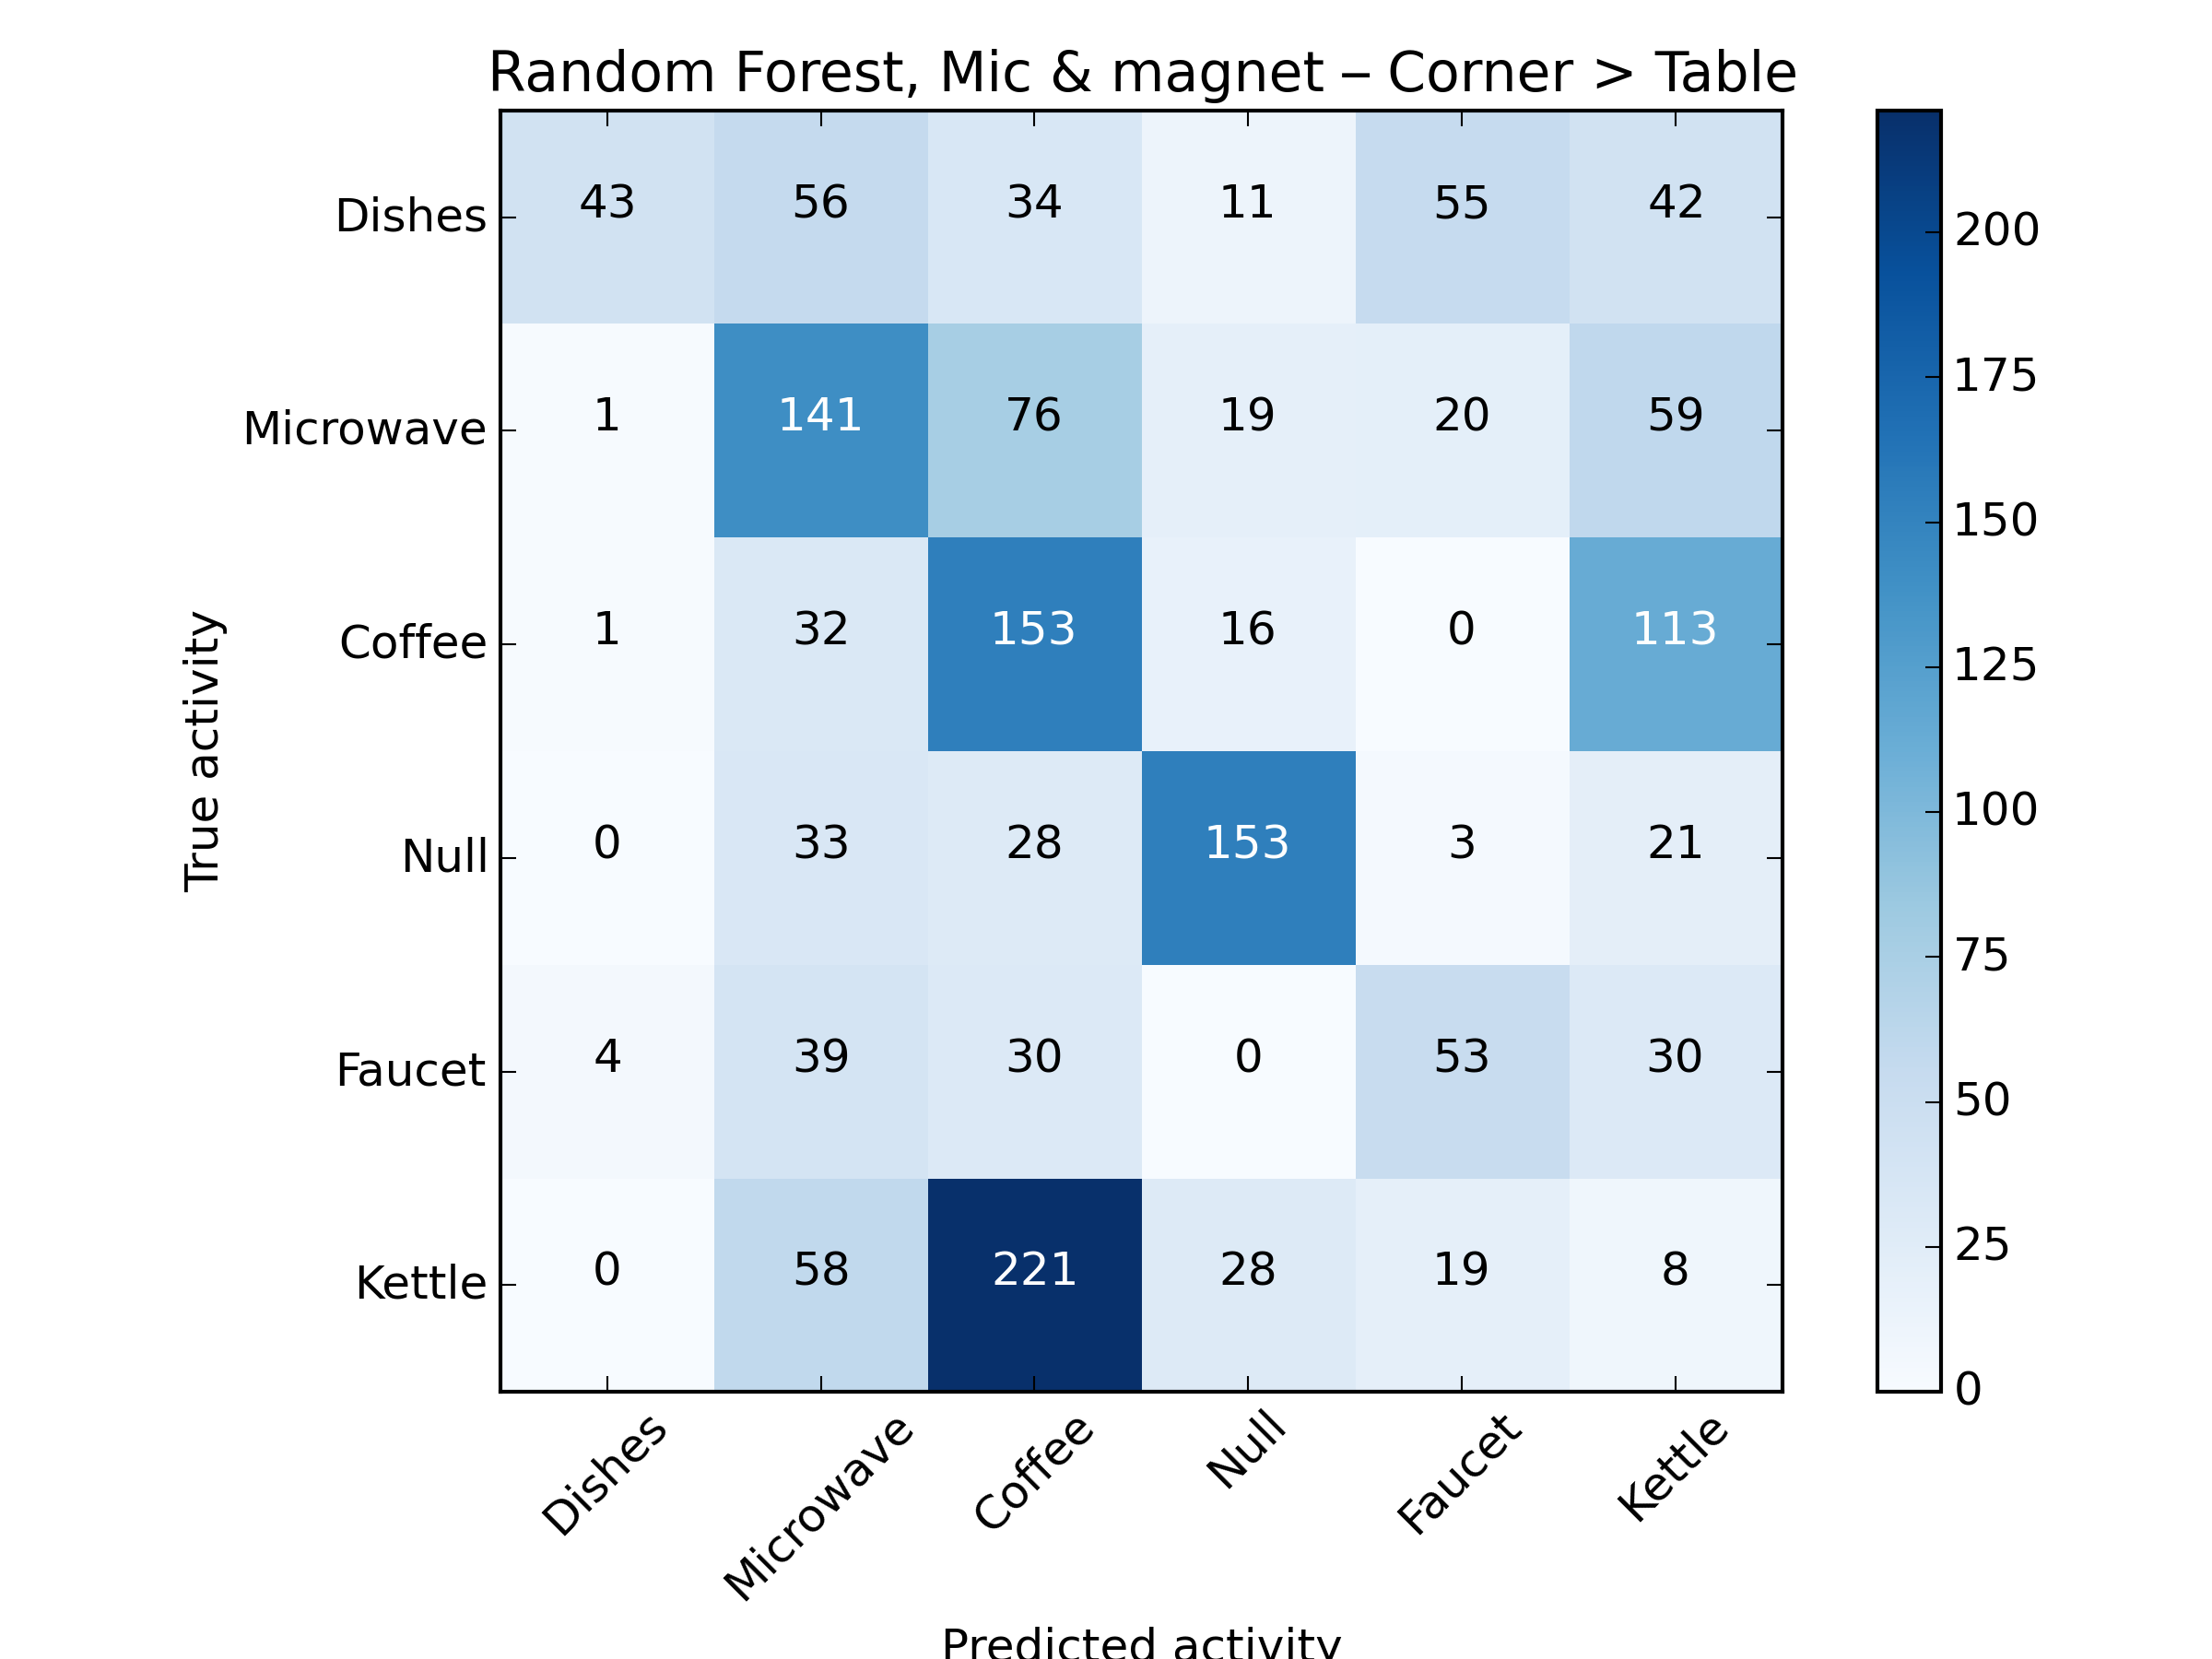 Random Forest, Mic & magnet – Corner > Table
Dishes 43 56 34 11 55 42
Microwave 1 141 76 19 20 59
Coffee 1 32 153 16 0 113
Null 0 33 28 153 3 21
Faucet 4 39 30 0 53 30
Kettle 0 58 221 28 19 8
True activity
Dishes Microwave Coffee Null Faucet Kettle
Predicted activity
200
175
150
125
100
75
50
25
0